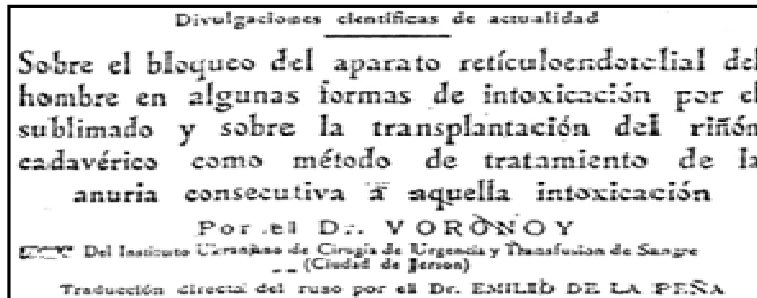 Divulgaciones científicas de actualidad
Sobre el bloqueo del aparato retículoendotelial del
hombre en algunas formas de intoxicación por el
sublimado y sobre la transplantación del riñón
cadavérico como método de tratamiento de la
anuria consecutiva a aquella intoxicación
Por el Dr. VORONOY
Del Instituto Ukraniano de Cirugía de Urgencia y Transfusion de Sangre
(Ciudad de Jerson)
Traducción directa del ruso por el Dr. EMILIO DE LA PEÑA